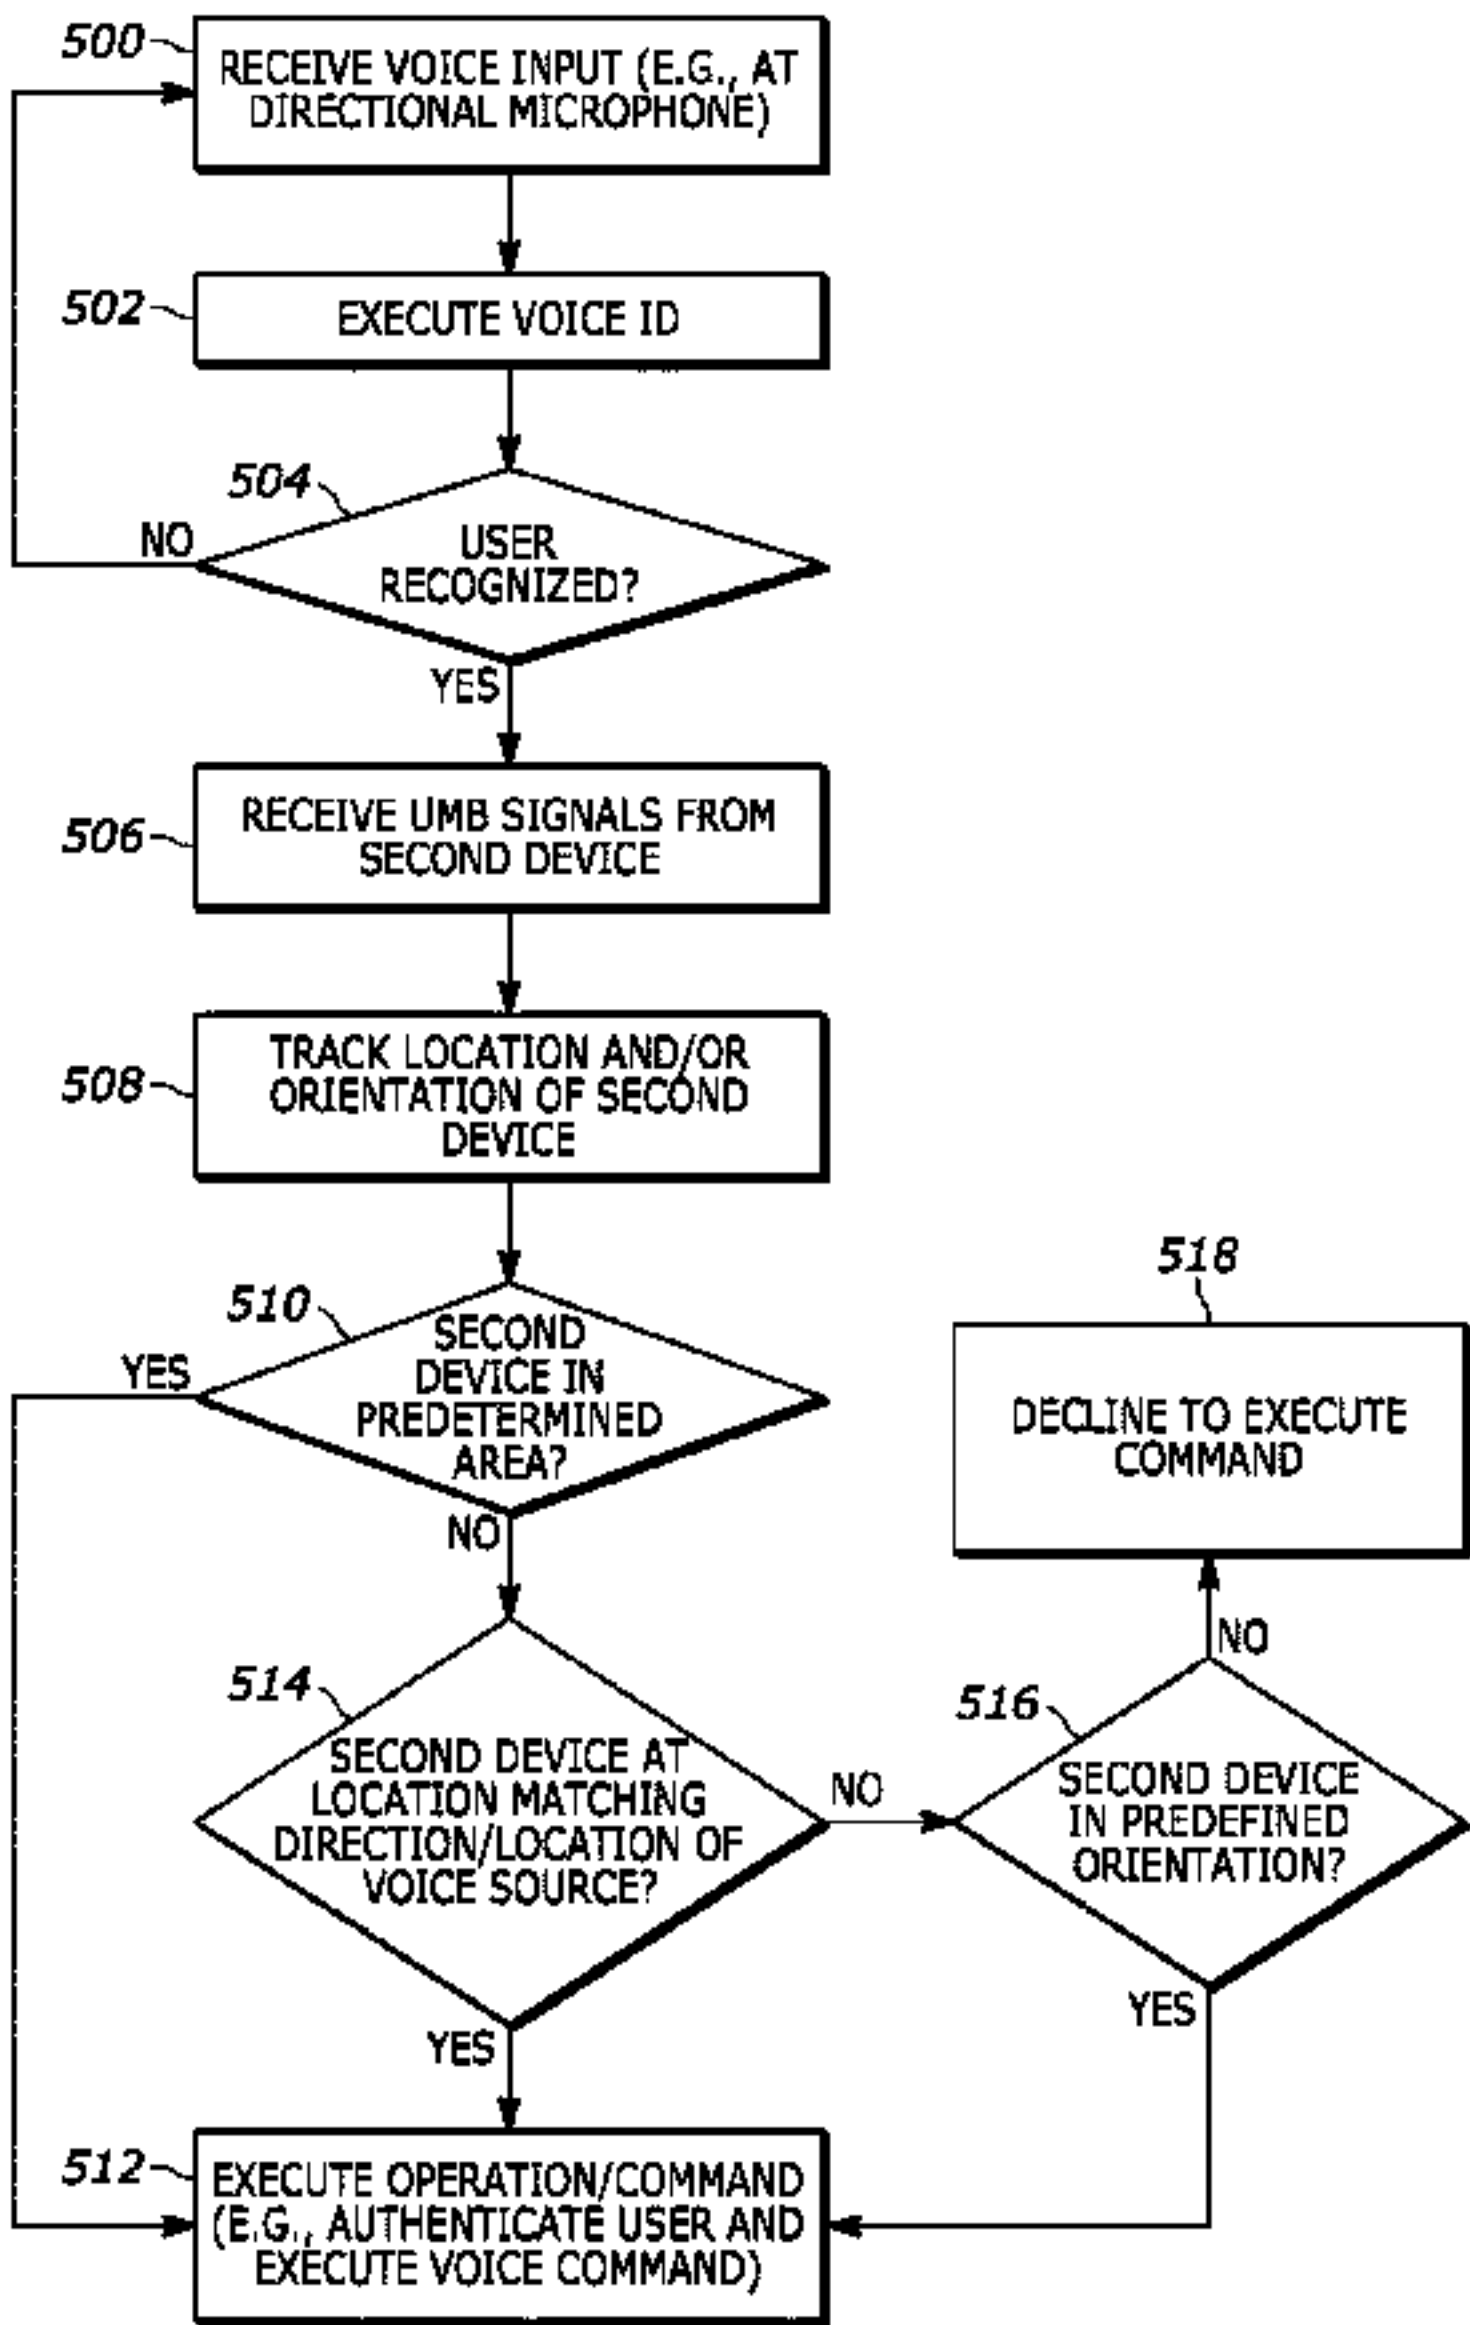 500
RECEIVE VOICE INPUT (E.G., AT
DIRECTIONAL MICROPHONE)
502
EXECUTE VOICE ID
504
NO
USER
RECOGNIZED?
YES
506
RECEIVE UMB SIGNALS FROM
SECOND DEVICE
508
TRACK LOCATION AND/OR
ORIENTATION OF SECOND
DEVICE
510
YES
SECOND
DEVICE IN
PREDETERMINED
AREA?
NO
518
DECLINE TO EXECUTE
COMMAND
NO
514
SECOND DEVICE AT
LOCATION MATCHING
DIRECTION/LOCATION OF
VOICE SOURCE?
NO
YES
516
SECOND DEVICE
IN PREDEFINED
ORIENTATION?
YES
512
EXECUTE OPERATION/COMMAND
(E.G., AUTHENTICATE USER AND
EXECUTE VOICE COMMAND)